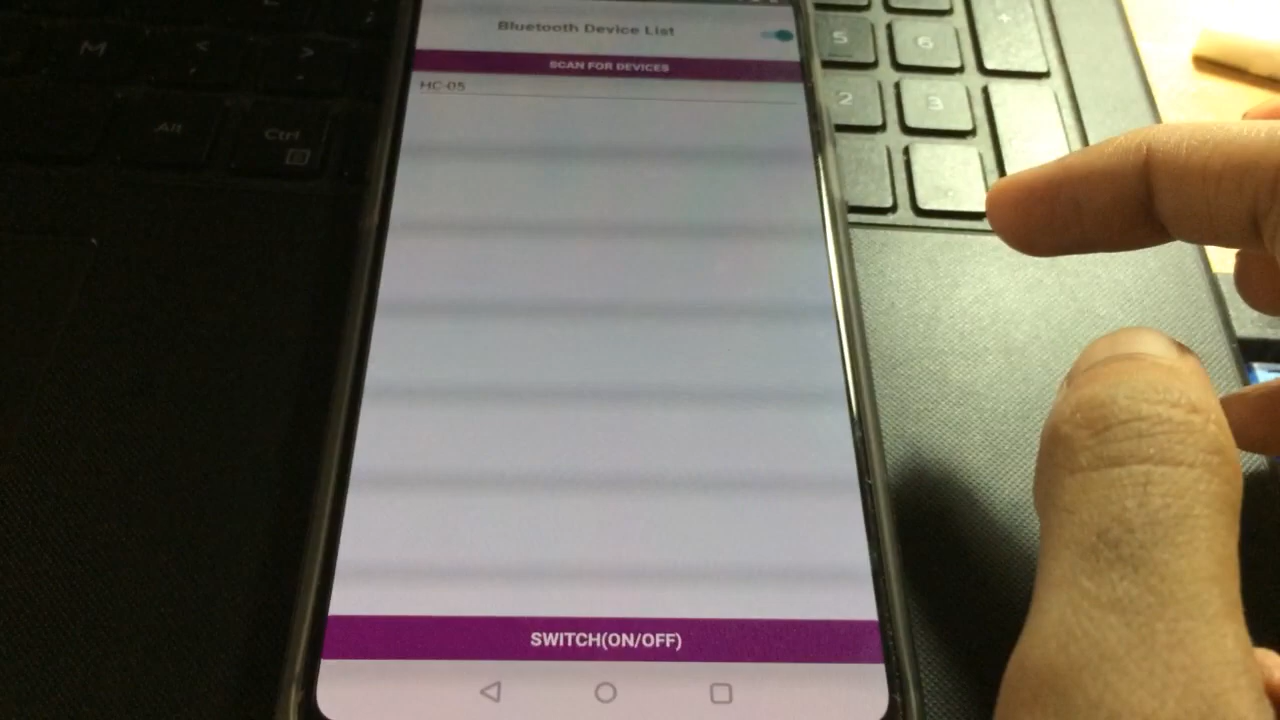 Bluetooth Device List
SCAN FOR DEVICES
HC-05
SWITCH(ON/OFF)
M
<
,
>
.
Alt
Ctrl
+
5
6
2
3